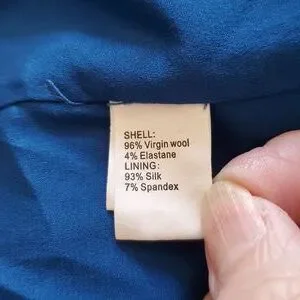 SHELL:
96% Virgin wool
4% Elastane
LINING:
93% Silk
7% Spandex